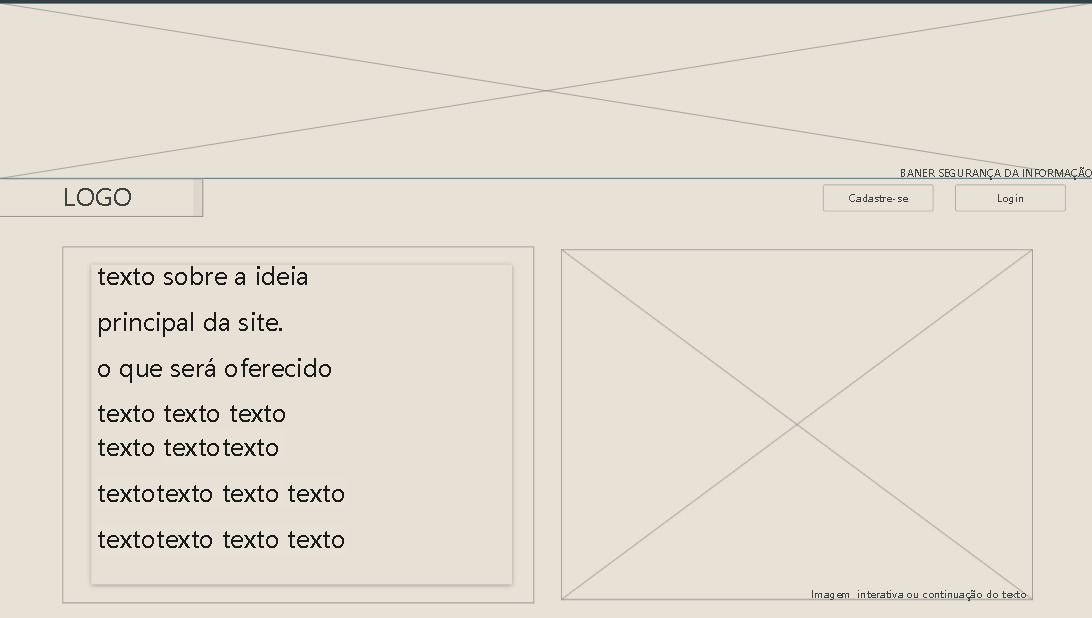 BANER SEGURANÇA DA INFORMAÇÃO
LOGO
Cadastre-se
Login
texto sobre a ideia
principal da site.
o que será oferecido
texto texto texto
texto textotexto
textotexto texto texto
textotexto texto texto
Imagem interativa ou continuação do texto